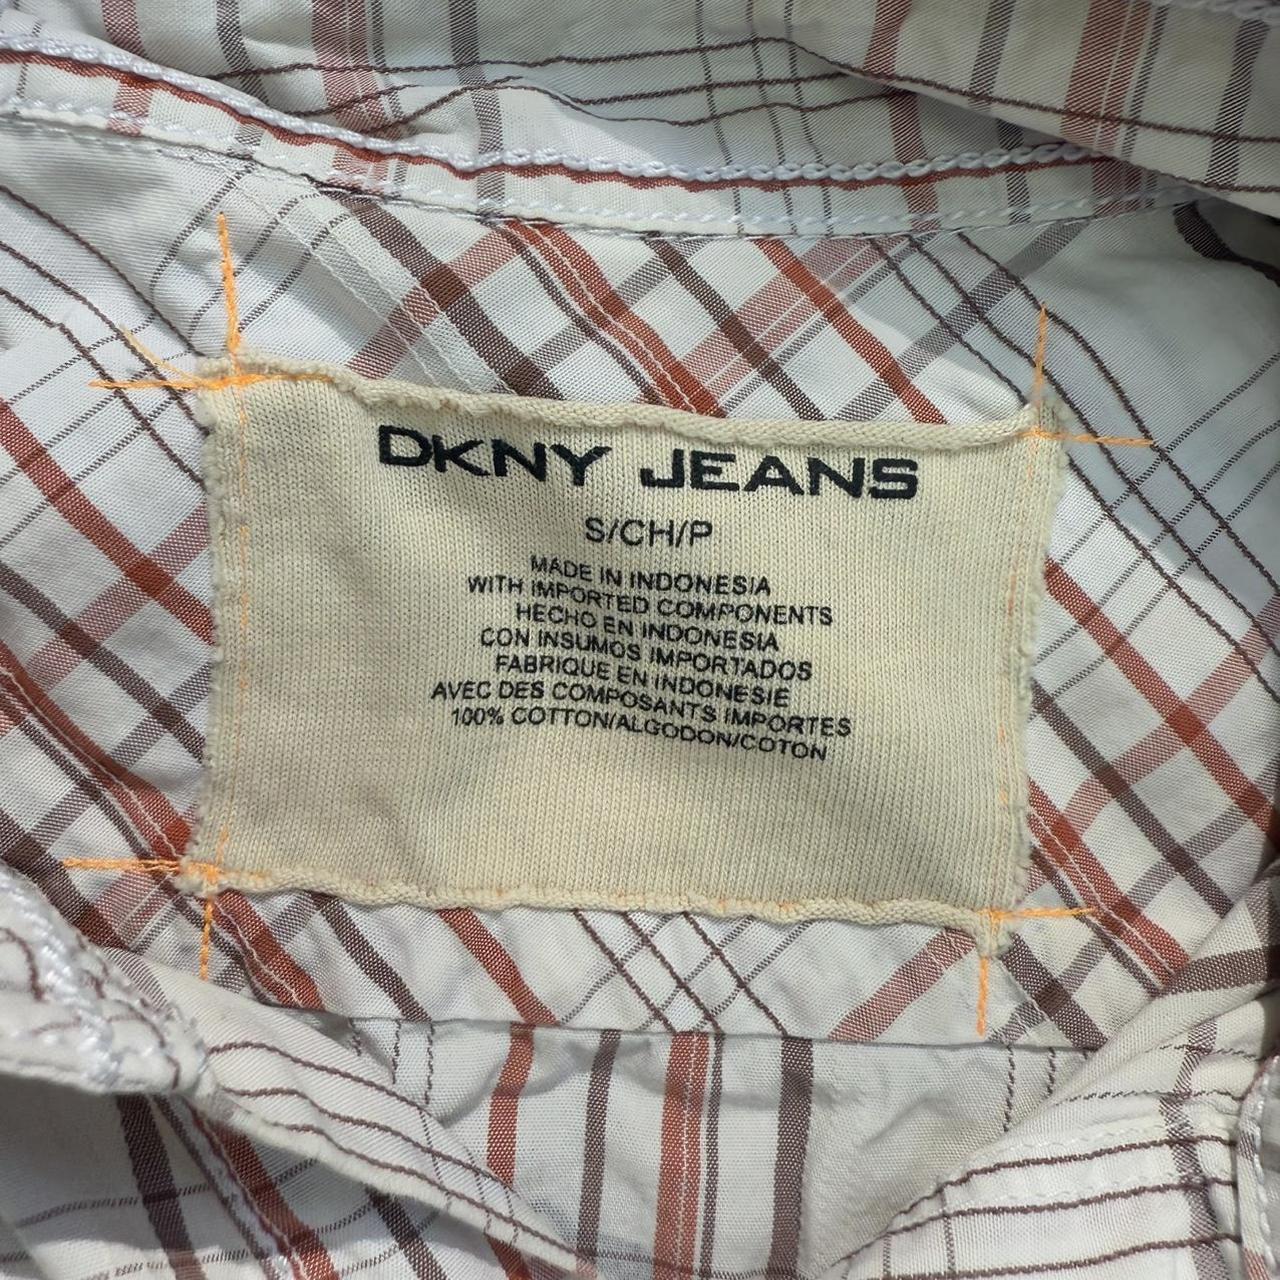 DKNY JEANS
S/CH/P
MADE IN INDONESIA
WITH IMPORTED COMPONENTS
HECHO EN INDONESIA
CON INSUMOS IMPORTADOS
FABRIQUE EN INDONESIE
AVEC DES COMPOSANTS IMPORTES
100% COTTON/ALGODON/COTON